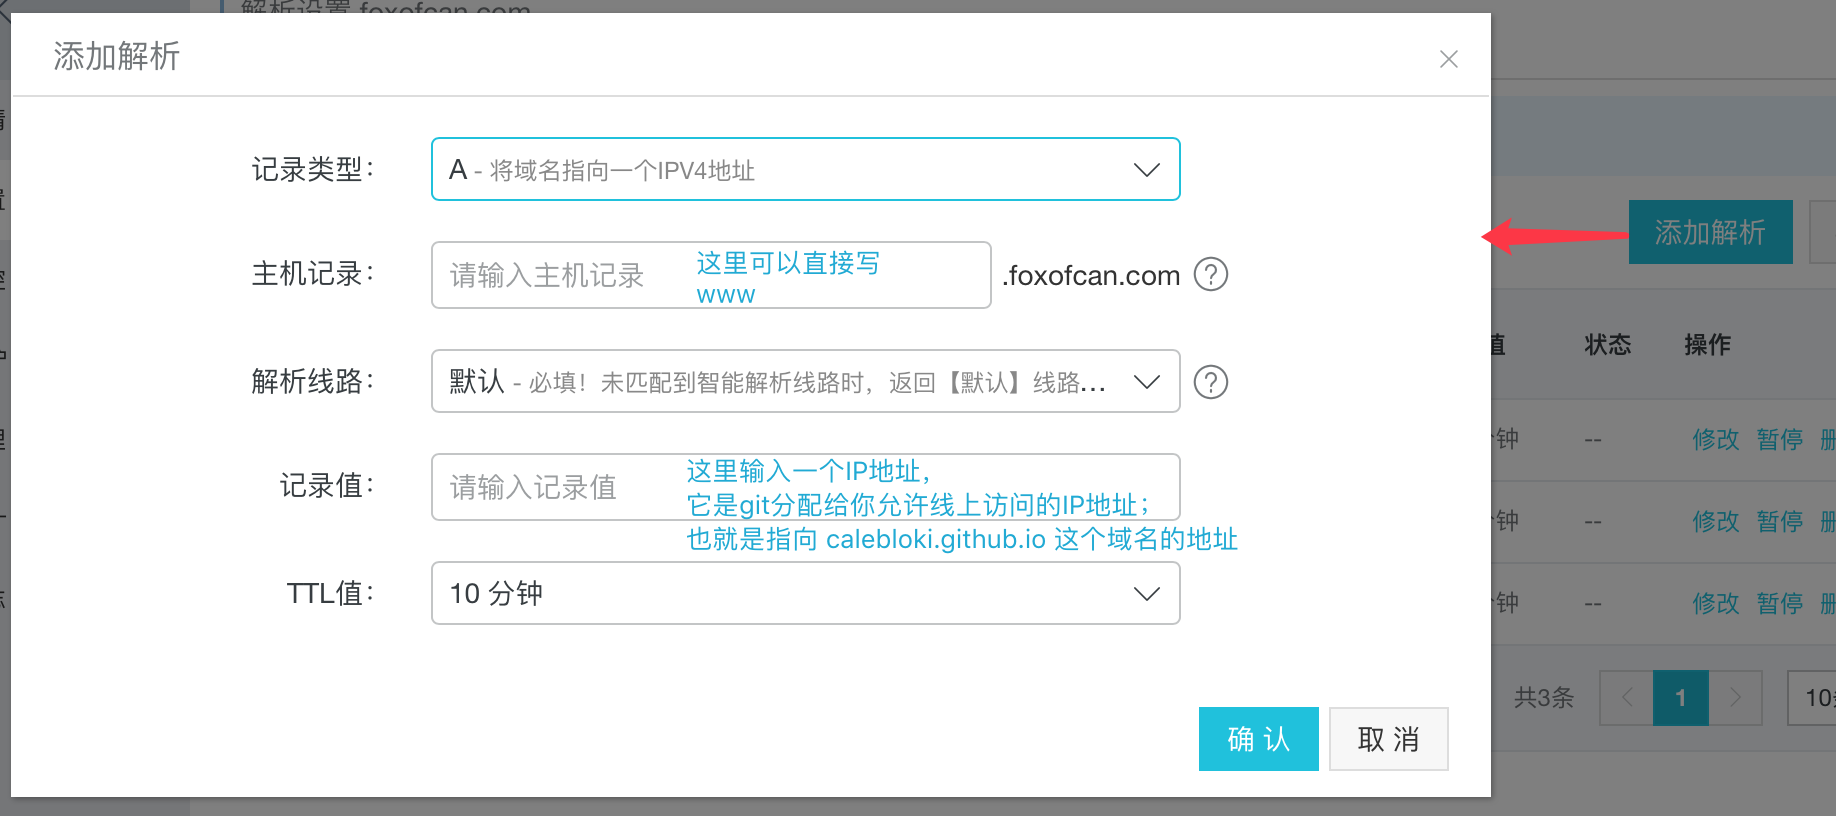 解析设置 foxofcan.com
添加解析
记录类型：
A - 将域名指向一个IPV4地址
添加解析
主机记录：
请输入主机记录
这里可以直接写
www
.foxofcan.com
?
值 状态 操作
解析线路：
默认 - 必填！未匹配到智能解析线路时，返回【默认】线路...
?
钟 -- 修改 暂停
记录值：
请输入记录值
这里输入一个IP地址，
它是git分配给你允许线上访问的IP地址；
也就是指向 calebloki.github.io 这个域名的地址
钟 -- 修改 暂停
TTL值：
10 分钟
钟 -- 修改 暂停
共3条
1
10
确 认
取 消